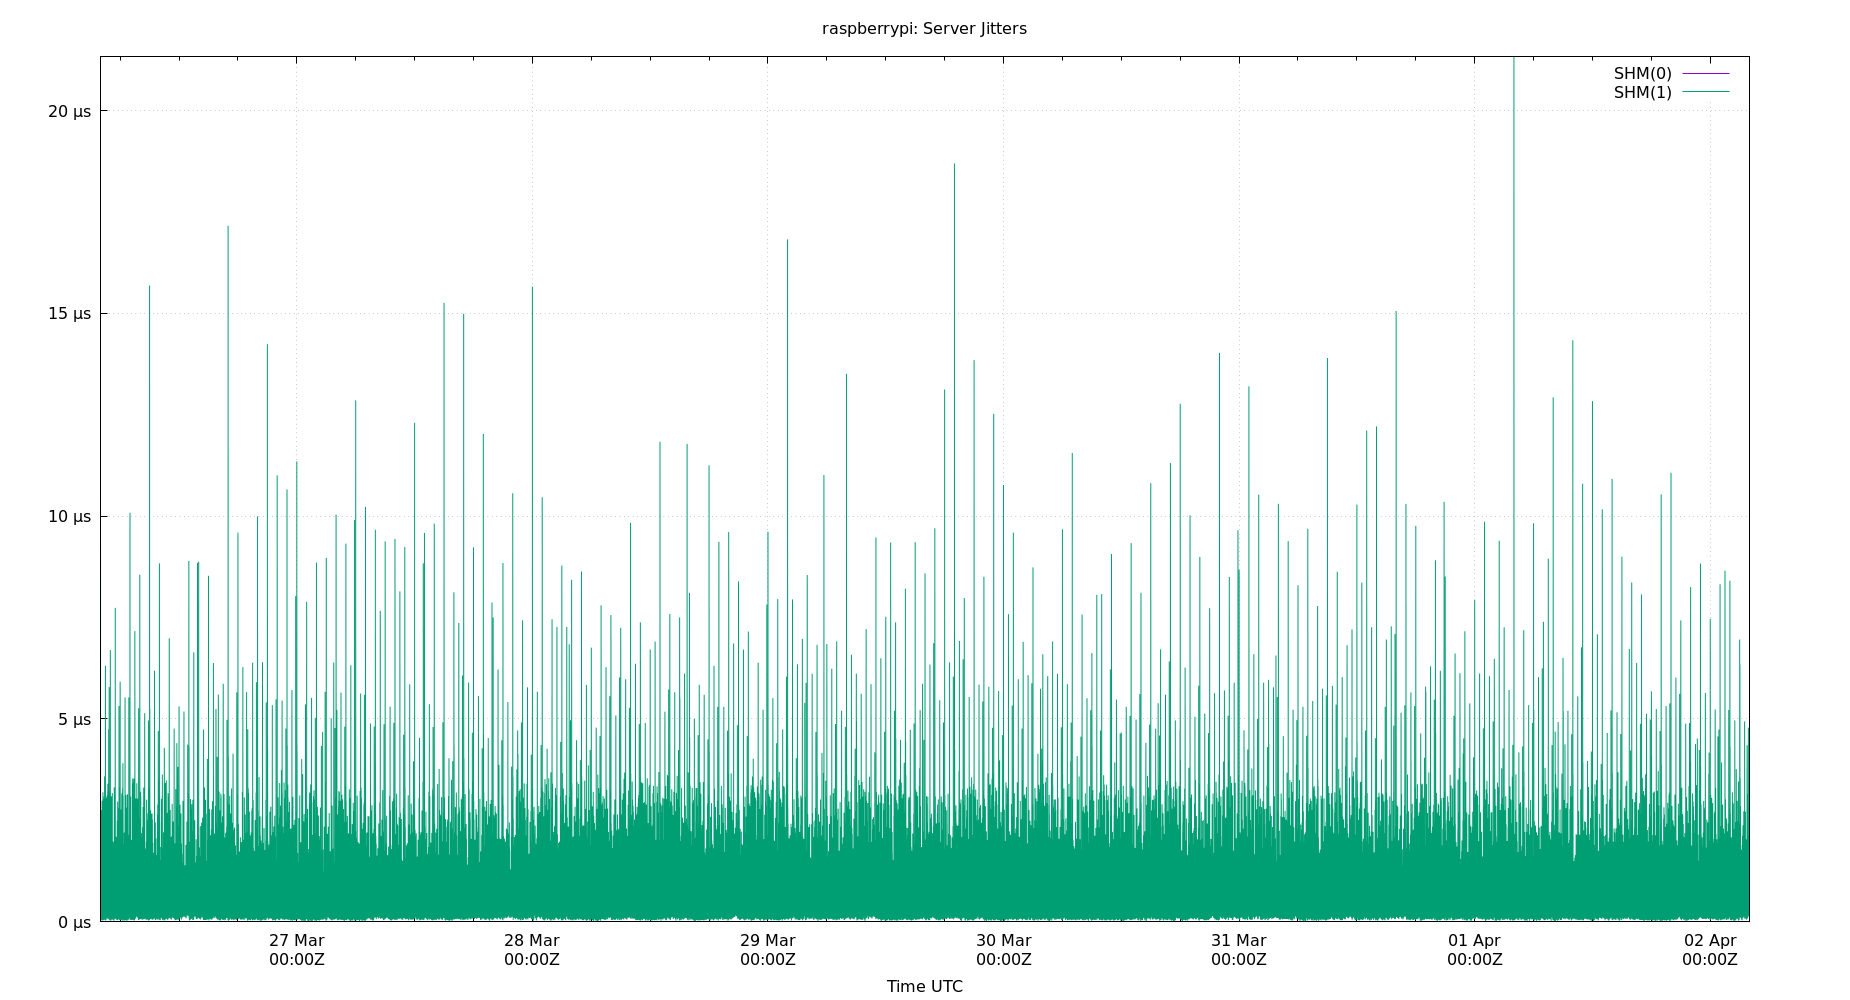 raspberrypi: Server Jitters
SHM(0)
SHM(1)
20 µs
15 µs
10 µs
5 µs
0 µs
27 Mar 28 Mar 29 Mar 30 Mar 31 Mar 01 Apr 02 Apr
00:00Z 00:00Z 00:00Z 00:00Z 00:00Z 00:00Z 00:00Z
Time UTC